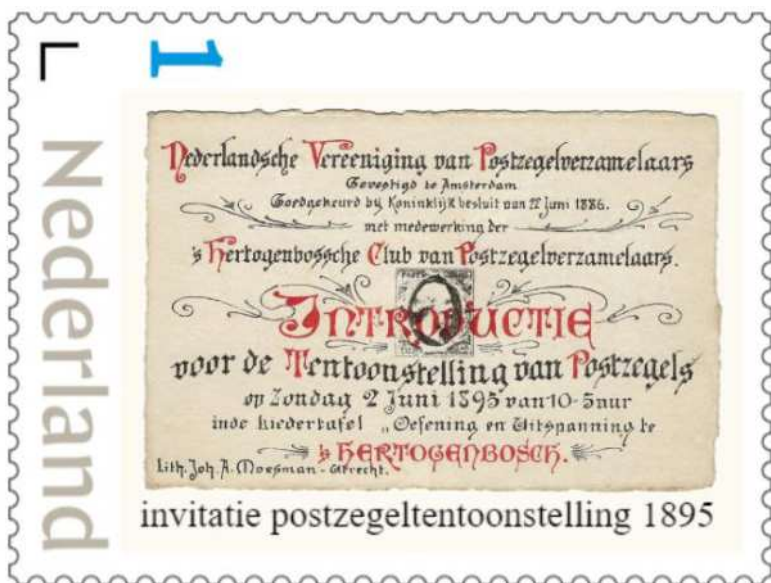 1
Nederland
Nederlandsche Vereeniging van Postzegelverzamelaars
Gevestigd te Amsterdam
Goedgekeurd bij Koninklijk besluit van 22 Juni 1886.
met medewerking der
's Hertogenbossche Club van Postzegelverzamelaars.
INTRODUCTIE
voor de Tentoonstelling van Postzegels
op Zondag 2 Juni 1895 van 10-5 uur
in de Liedertafel „Oefening en Uitspanning te
's HERTOGENBOSCH.
Lith. Joh. A. Moesman - Utrecht.
invitatie postzegeltentoonstelling 1895